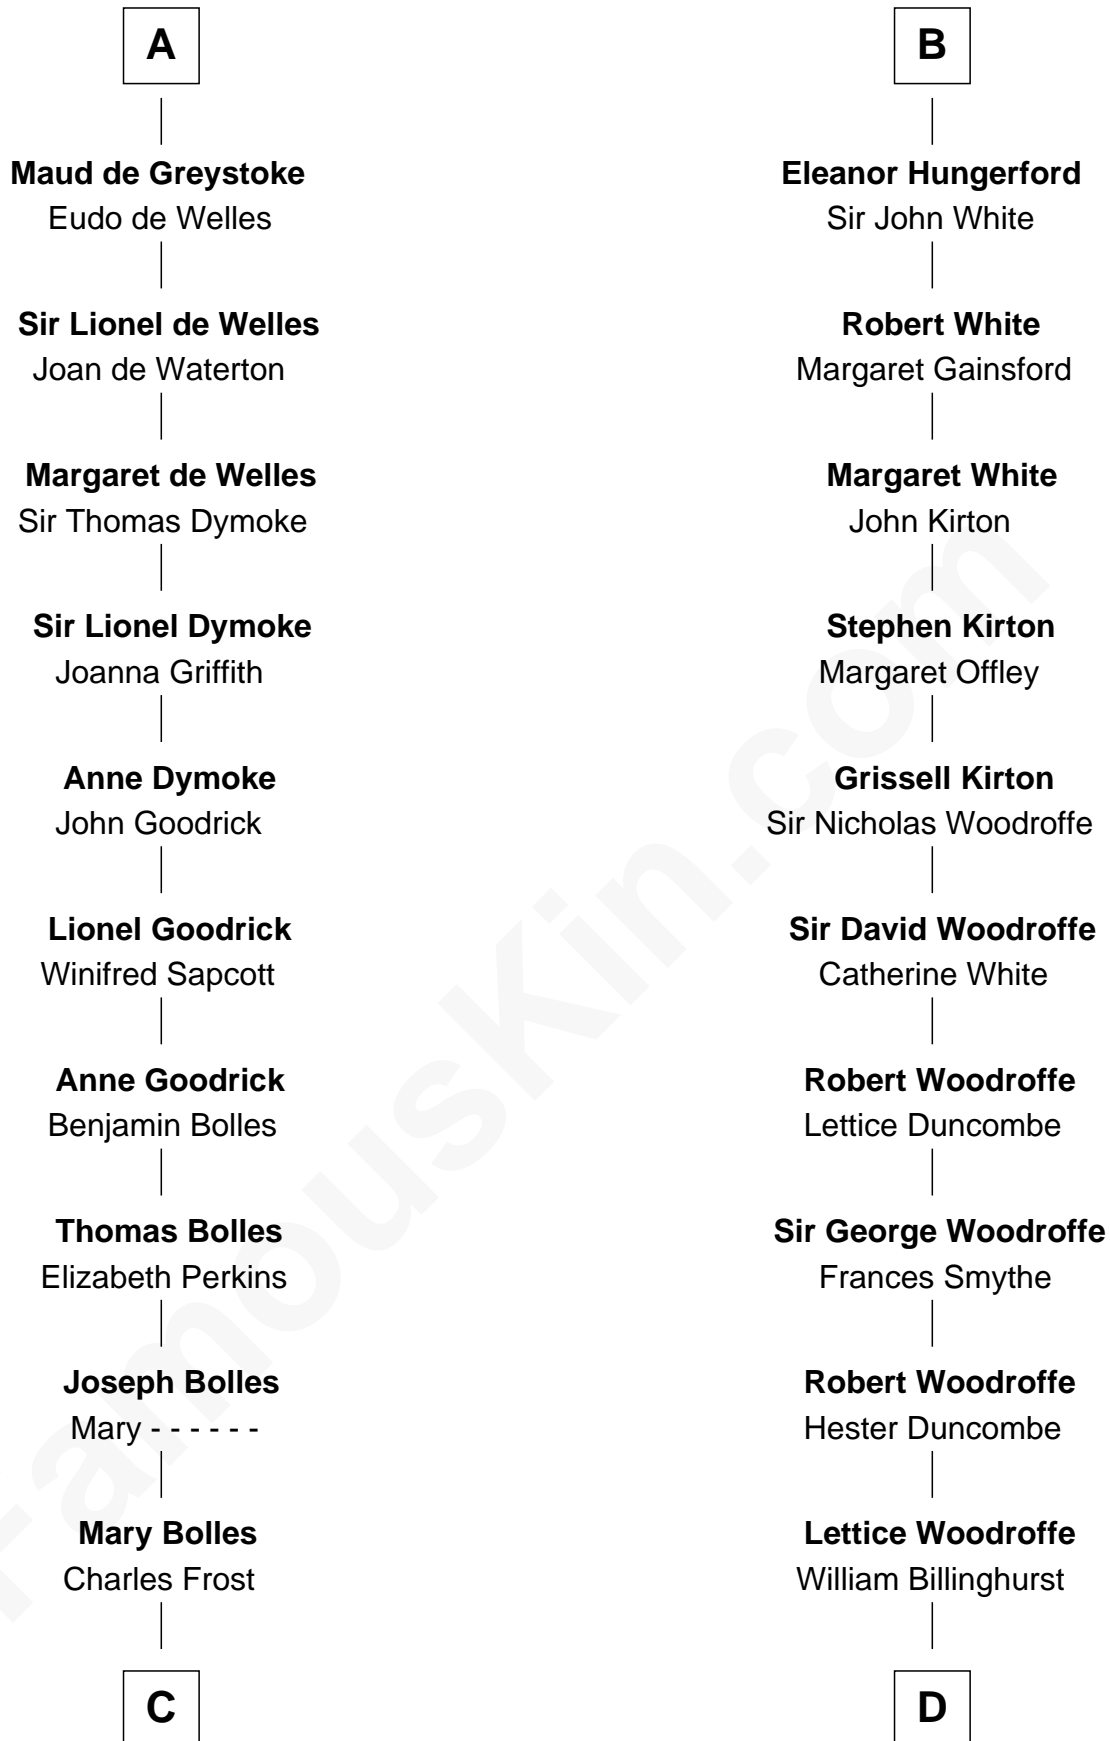 A
Maud de Greystoke
Eudo de Welles
Sir Lionel de Welles
Joan de Waterton
Margaret de Welles
Sir Thomas Dymoke
Sir Lionel Dymoke
Joanna Griffith
Anne Dymoke
John Goodrick
Lionel Goodrick
Winifred Sapcott
Anne Goodrick
Benjamin Bolles
Thomas Bolles
Elizabeth Perkins
Joseph Bolles
Mary - - - - - -
Mary Bolles
Charles Frost
C
B
Eleanor Hungerford
Sir John White
Robert White
Margaret Gainsford
Margaret White
John Kirton
Stephen Kirton
Margaret Offley
Grissell Kirton
Sir Nicholas Woodroffe
Sir David Woodroffe
Catherine White
Robert Woodroffe
Lettice Duncombe
Sir George Woodroffe
Frances Smythe
Robert Woodroffe
Hester Duncombe
Lettice Woodroffe
William Billinghurst
D
FamousKin.com